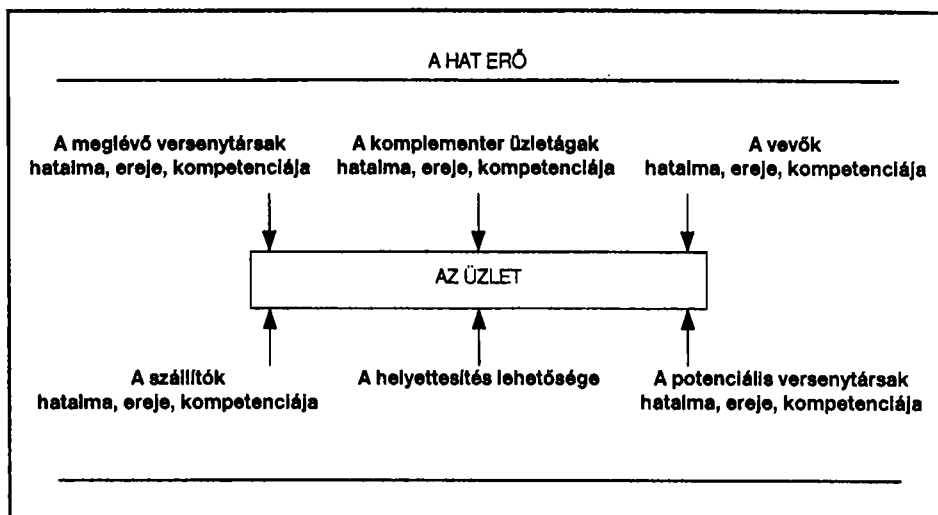 A HAT ERŐ
A meglévő versenytársak
hatalma, ereje, kompetenciája
A komplementer üzletágak
hatalma, ereje, kompetenciája
A vevők
hatalma, ereje, kompetenciája
AZ ÜZLET
A szállítók
hatalma, ereje, kompetenciája
A helyettesítés lehetősége
A potenciális versenytársak
hatalma, ereje, kompetenciája